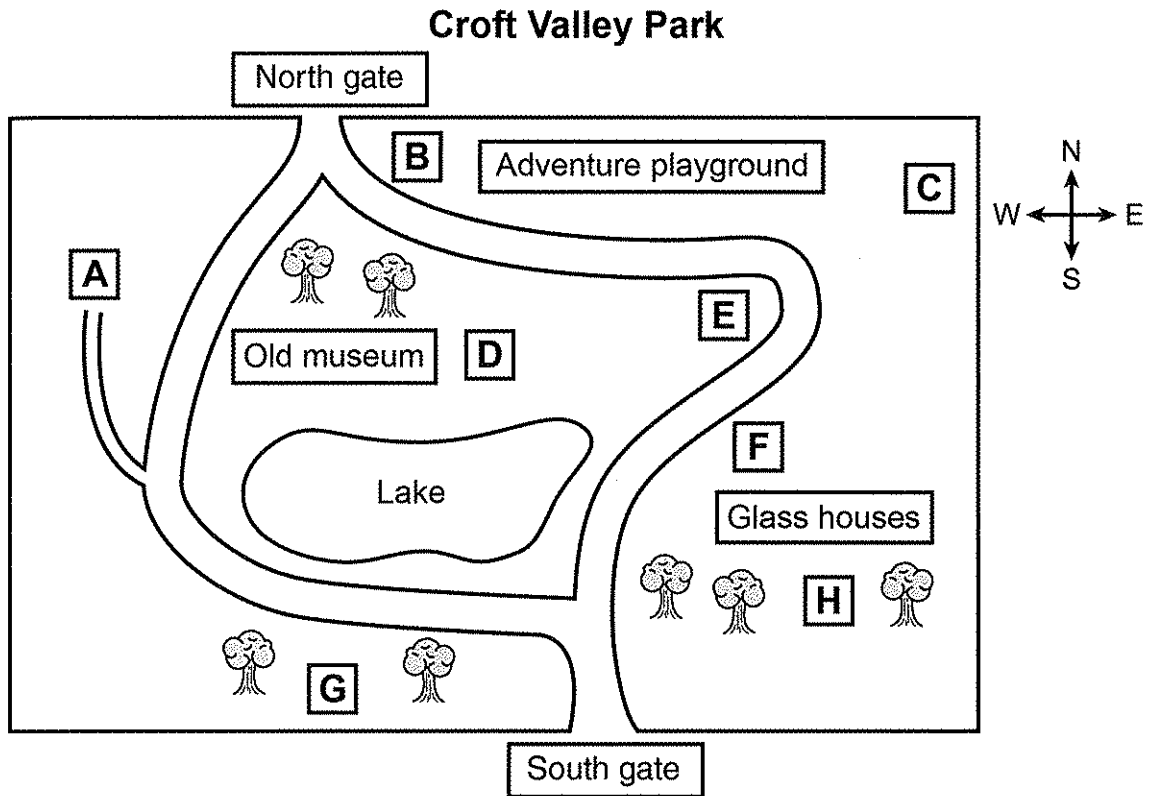 Croft Valley Park
North gate
B
Adventure playground
C
N
W
E
S
A
E
Old museum
D
F
Lake
Glass houses
H
G
South gate